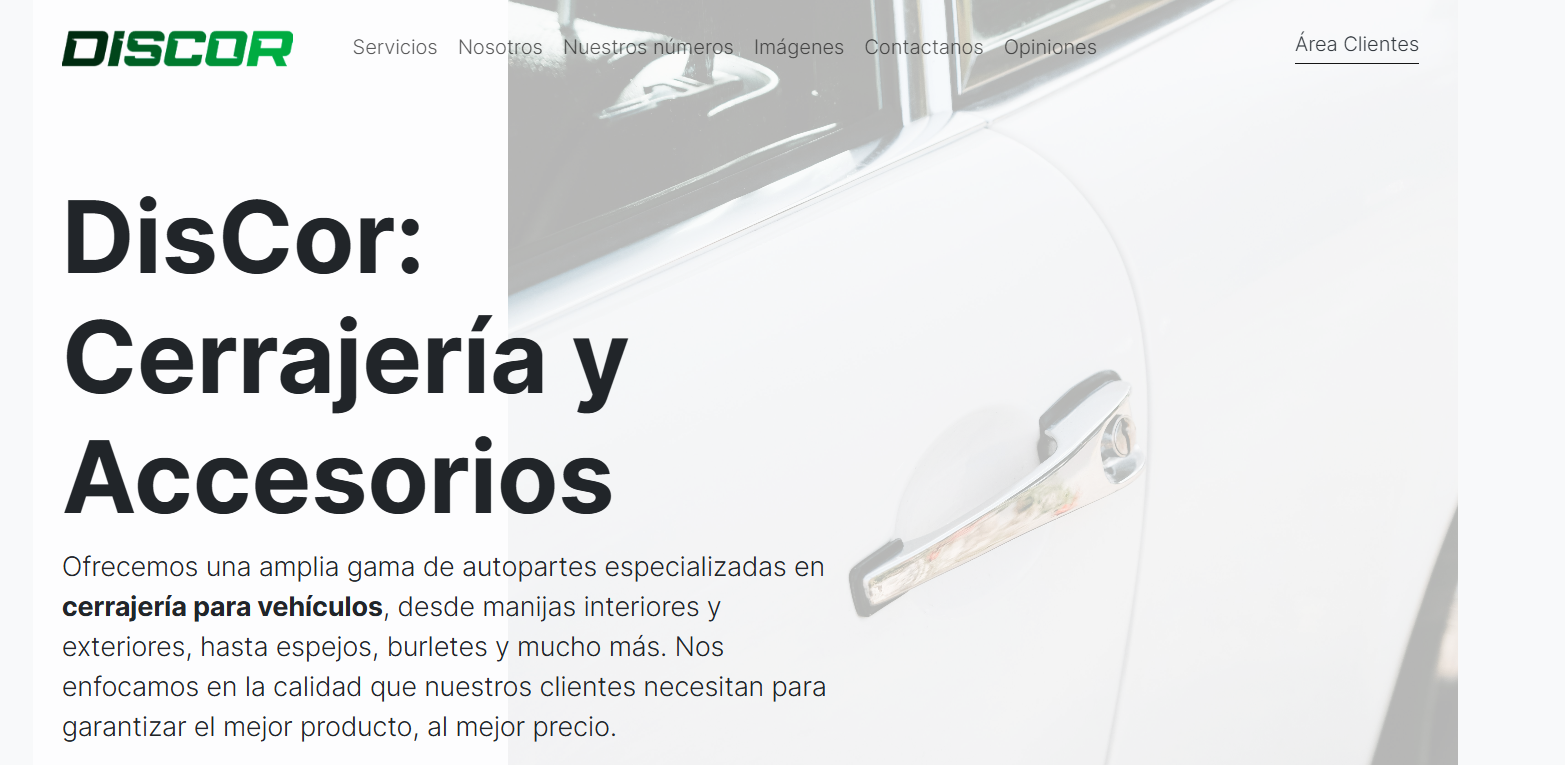 DISCOR
Servicios Nosotros Nuestros números Imágenes Contactanos Opiniones Área Clientes
DisCor:
Cerrajería y
Accesorios
Ofrecemos una amplia gama de autopartes especializadas en
cerrajería para vehículos, desde manijas interiores y
exteriores, hasta espejos, burletes y mucho más. Nos
enfocamos en la calidad que nuestros clientes necesitan para
garantizar el mejor producto, al mejor precio.